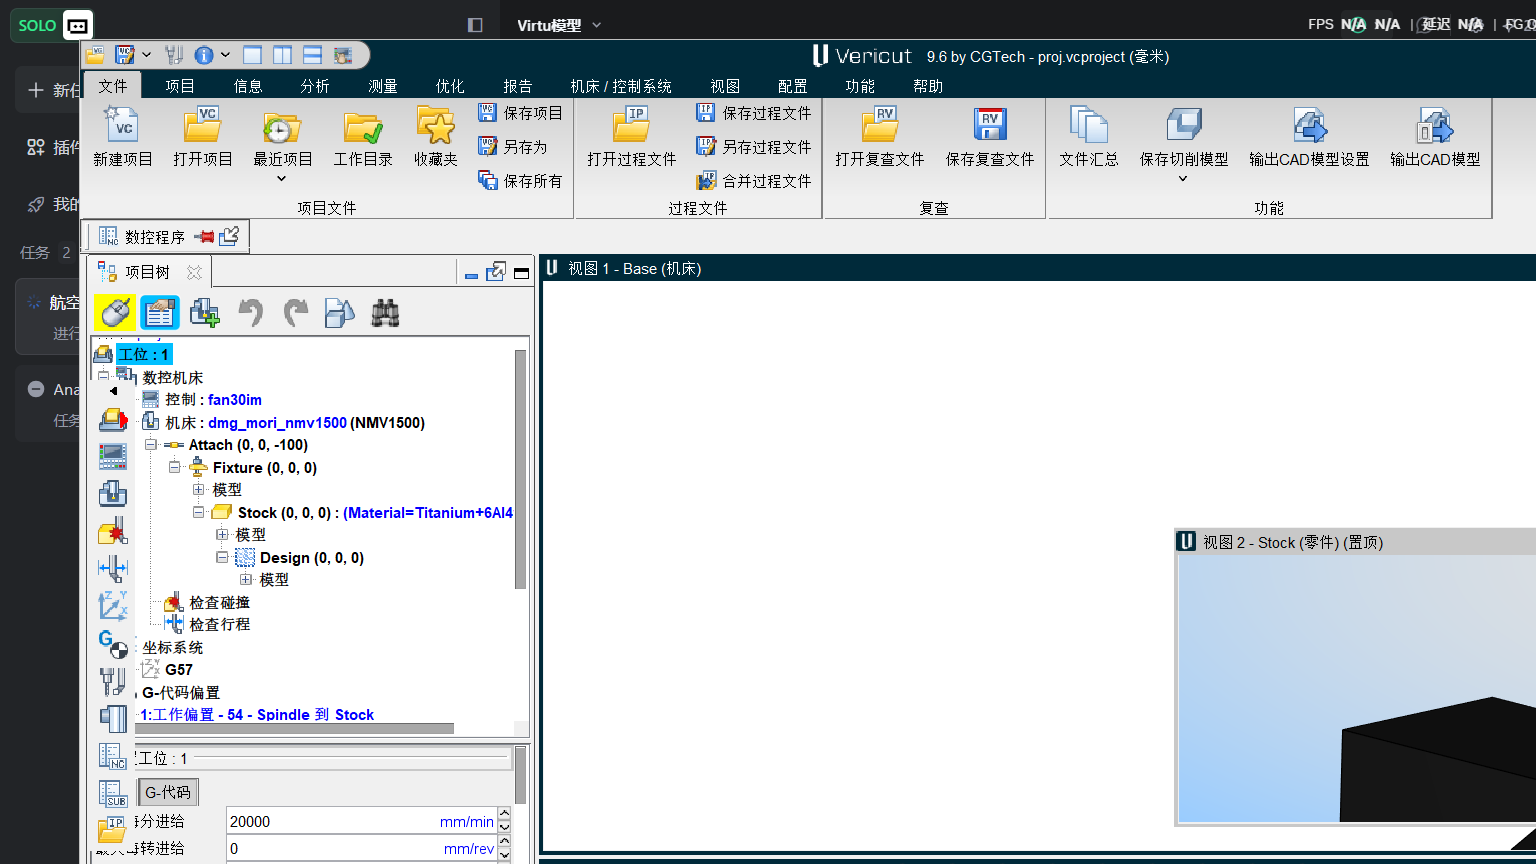 SOLO
Virtu模型
FPS N/A N/A | 延迟 N/A
新任
插件
我的
任务 2
航空
进行
Ana
任务
Vericut 9.6 by CGTech - proj.vcproject (毫米)
文件 项目 信息 分析 测量 优化 报告 机床 / 控制系统 视图 配置 功能 帮助
新建项目 打开项目 最近项目 工作目录 收藏夹
保存项目
另存为
保存所有
项目文件
打开过程文件
保存过程文件
另存过程文件
合并过程文件
过程文件
打开复查文件 保存复查文件
复查
文件汇总 保存切削模型 输出CAD模型设置 输出CAD模型
功能
数控程序
项目树
工位 : 1
数控机床
控制 : fan30im
机床 : dmg_mori_nmv1500 (NMV1500)
Attach (0, 0, -100)
Fixture (0, 0, 0)
模型
Stock (0, 0, 0) : (Material=Titanium+6Al4
模型
Design (0, 0, 0)
模型
检查碰撞
检查行程
坐标系统
G57
G-代码偏置
1:工作偏置 - 54 - Spindle 到 Stock
工位 : 1
G-代码
每分进给 20000 mm/min
最大每转进给 0 mm/rev
视图 1 - Base (机床)
视图 2 - Stock (零件) (置顶)